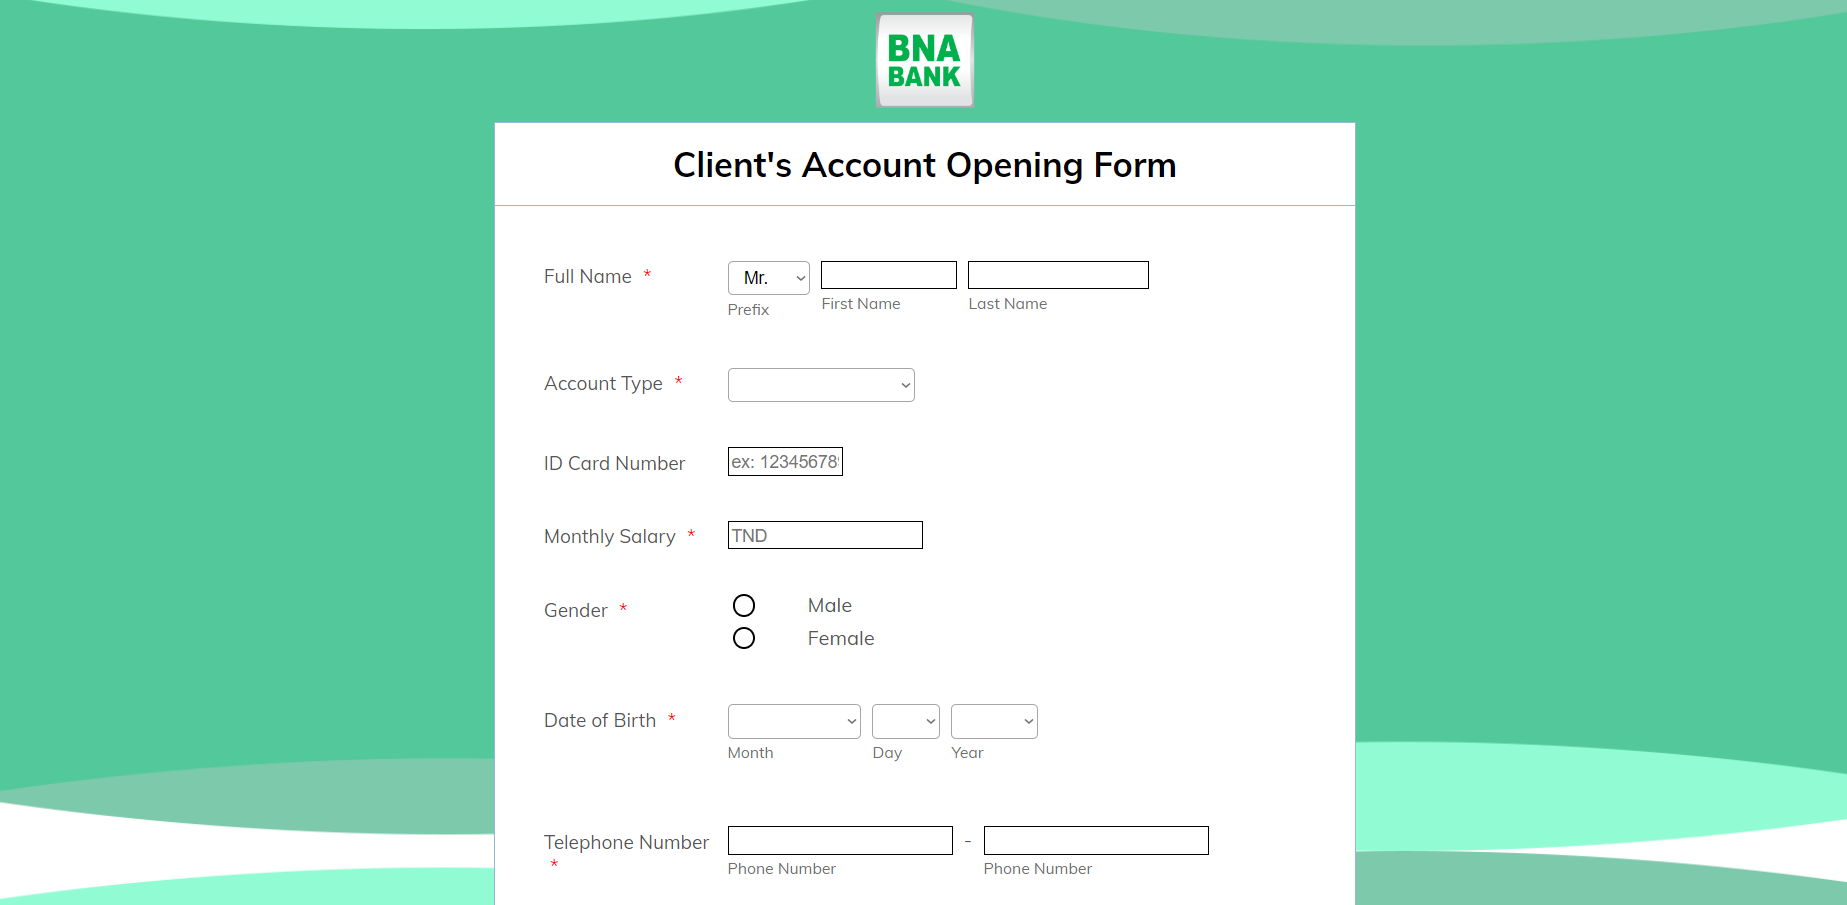 BNA
BANK
Client's Account Opening Form
Full Name *
Mr.
Prefix
First Name
Last Name
Account Type *
ID Card Number
ex: 12345678
Monthly Salary *
TND
Gender *
Male
Female
Date of Birth *
Month
Day
Year
Telephone Number
*
-
Phone Number
Phone Number